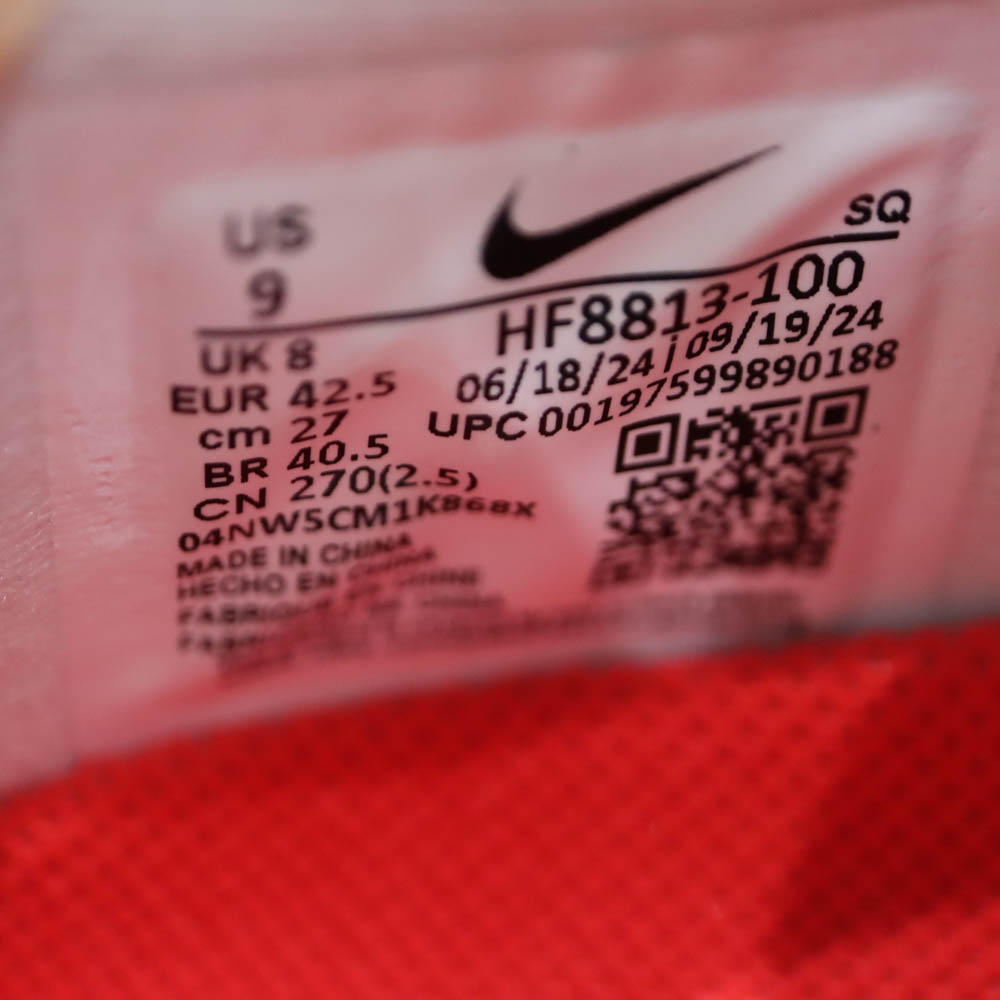 US
9
SQ
UK 8
HF8813-100
EUR 42.5
06/18/24 / 09/19/24
cm 27
UPC 00197599890188
BR 40.5
CN 270(2.5)
04NW5CM1K868X
MADE IN CHINA
HECHO EN CHINA